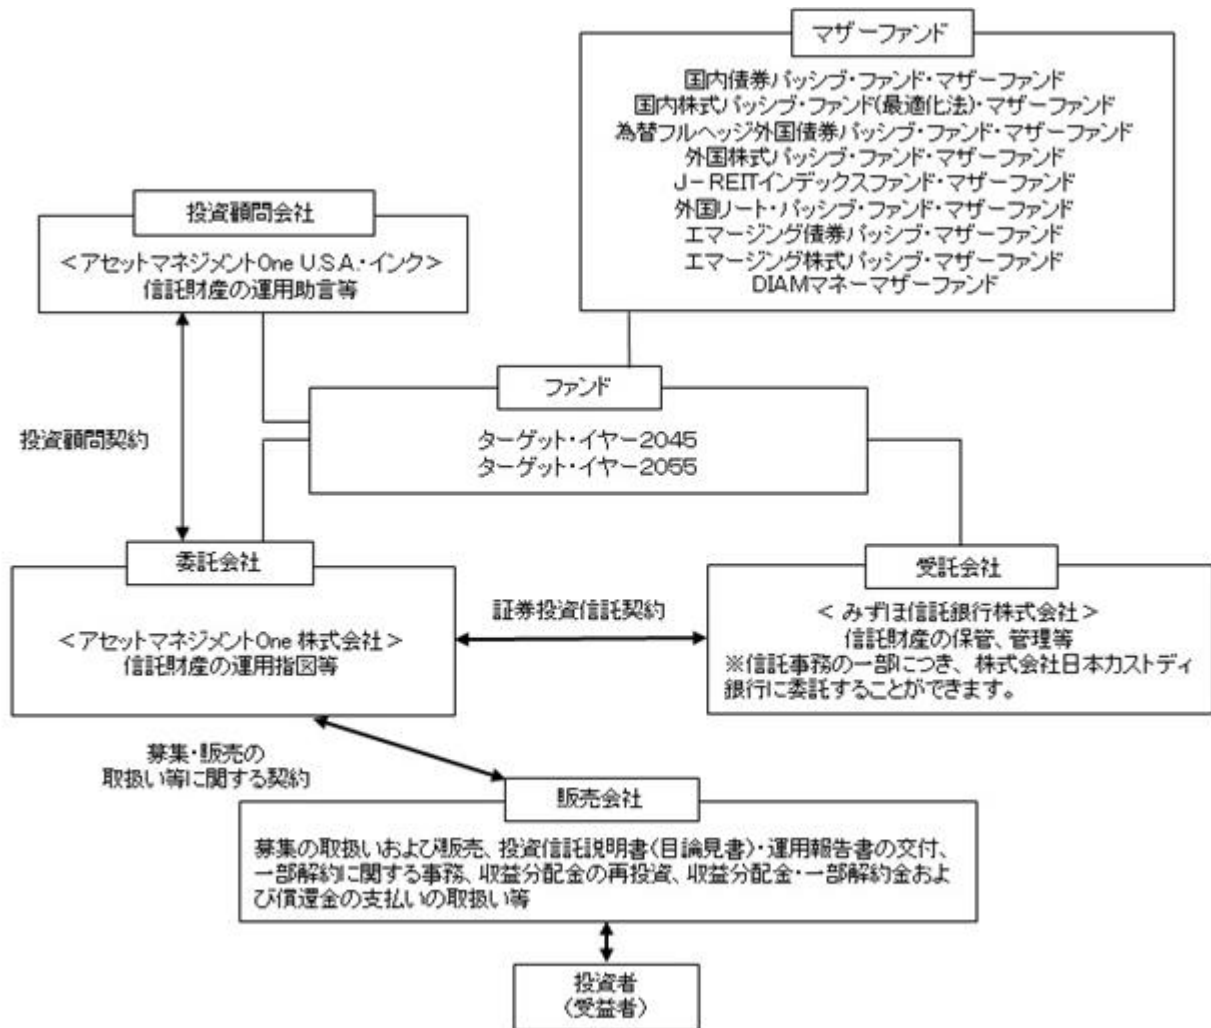 マザーファンド
国内債券パッシブ・ファンド・マザーファンド
国内株式パッシブ・ファンド(最適化法)・マザーファンド
為替フルヘッジ外国債券パッシブ・ファンド・マザーファンド
外国株式パッシブ・ファンド・マザーファンド
J－REITインデックスファンド・マザーファンド
外国リート・パッシブ・ファンド・マザーファンド
エマージング債券パッシブ・マザーファンド
エマージング株式パッシブ・マザーファンド
DIAMマネーマザーファンド
投資顧問会社
＜アセットマネジメントOne U.S.A.・インク＞
信託財産の運用助言等
ファンド
ターゲット・イヤー2045
ターゲット・イヤー2055
投資顧問契約
委託会社
＜アセットマネジメントOne 株式会社＞
信託財産の運用指図等
証券投資信託契約
受託会社
＜ みずほ信託銀行株式会社＞
信託財産の保管、管理等
※信託事務の一部につき、株式会社日本カストディ
銀行に委託することができます。
募集・販売の
取扱い等に関する契約
販売会社
募集の取扱いおよび販売、投資信託説明書(目論見書)・運用報告書の交付、
一部解約に関する事務、収益分配金の再投資、収益分配金・一部解約金およ
び償還金の支払いの取扱い等
投資者
（受益者）